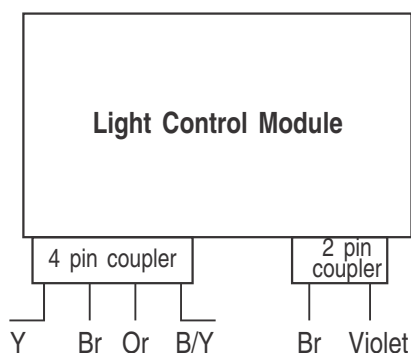 Light Control Module
4 pin coupler
2 pin
coupler
Y Br Or B/Y Br Violet